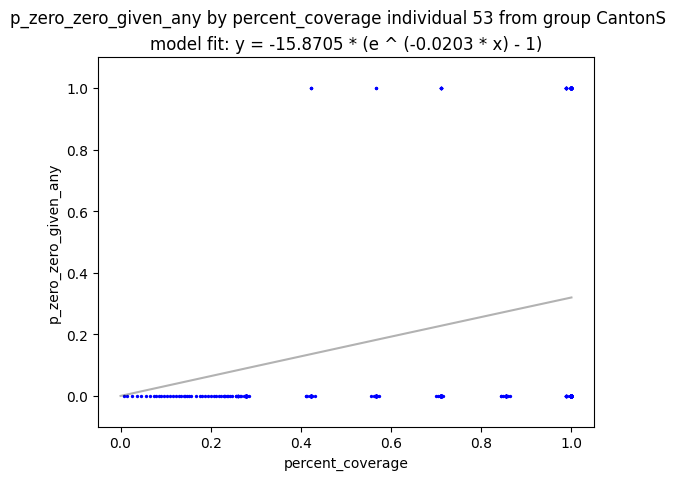 p_zero_zero_given_any by percent_coverage individual 53 from group CantonS
model fit: y = -15.8705 * (e ^ (-0.0203 * x) - 1)
1.0
0.8
0.6
0.4
0.2
0.0
p_zero_zero_given_any
0.0 0.2 0.4 0.6 0.8 1.0
percent_coverage